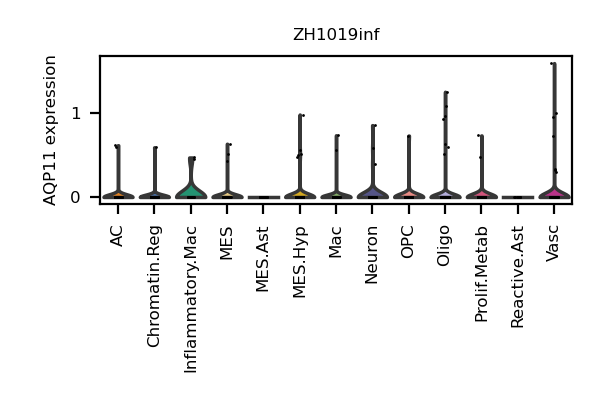 ZH1019inf
AQP11 expression
1
0
AC
Chromatin.Reg
Inflammatory.Mac
MES
MES.Ast
MES.Hyp
Mac
Neuron
OPC
Oligo
Prolif.Metab
Reactive.Ast
Vasc